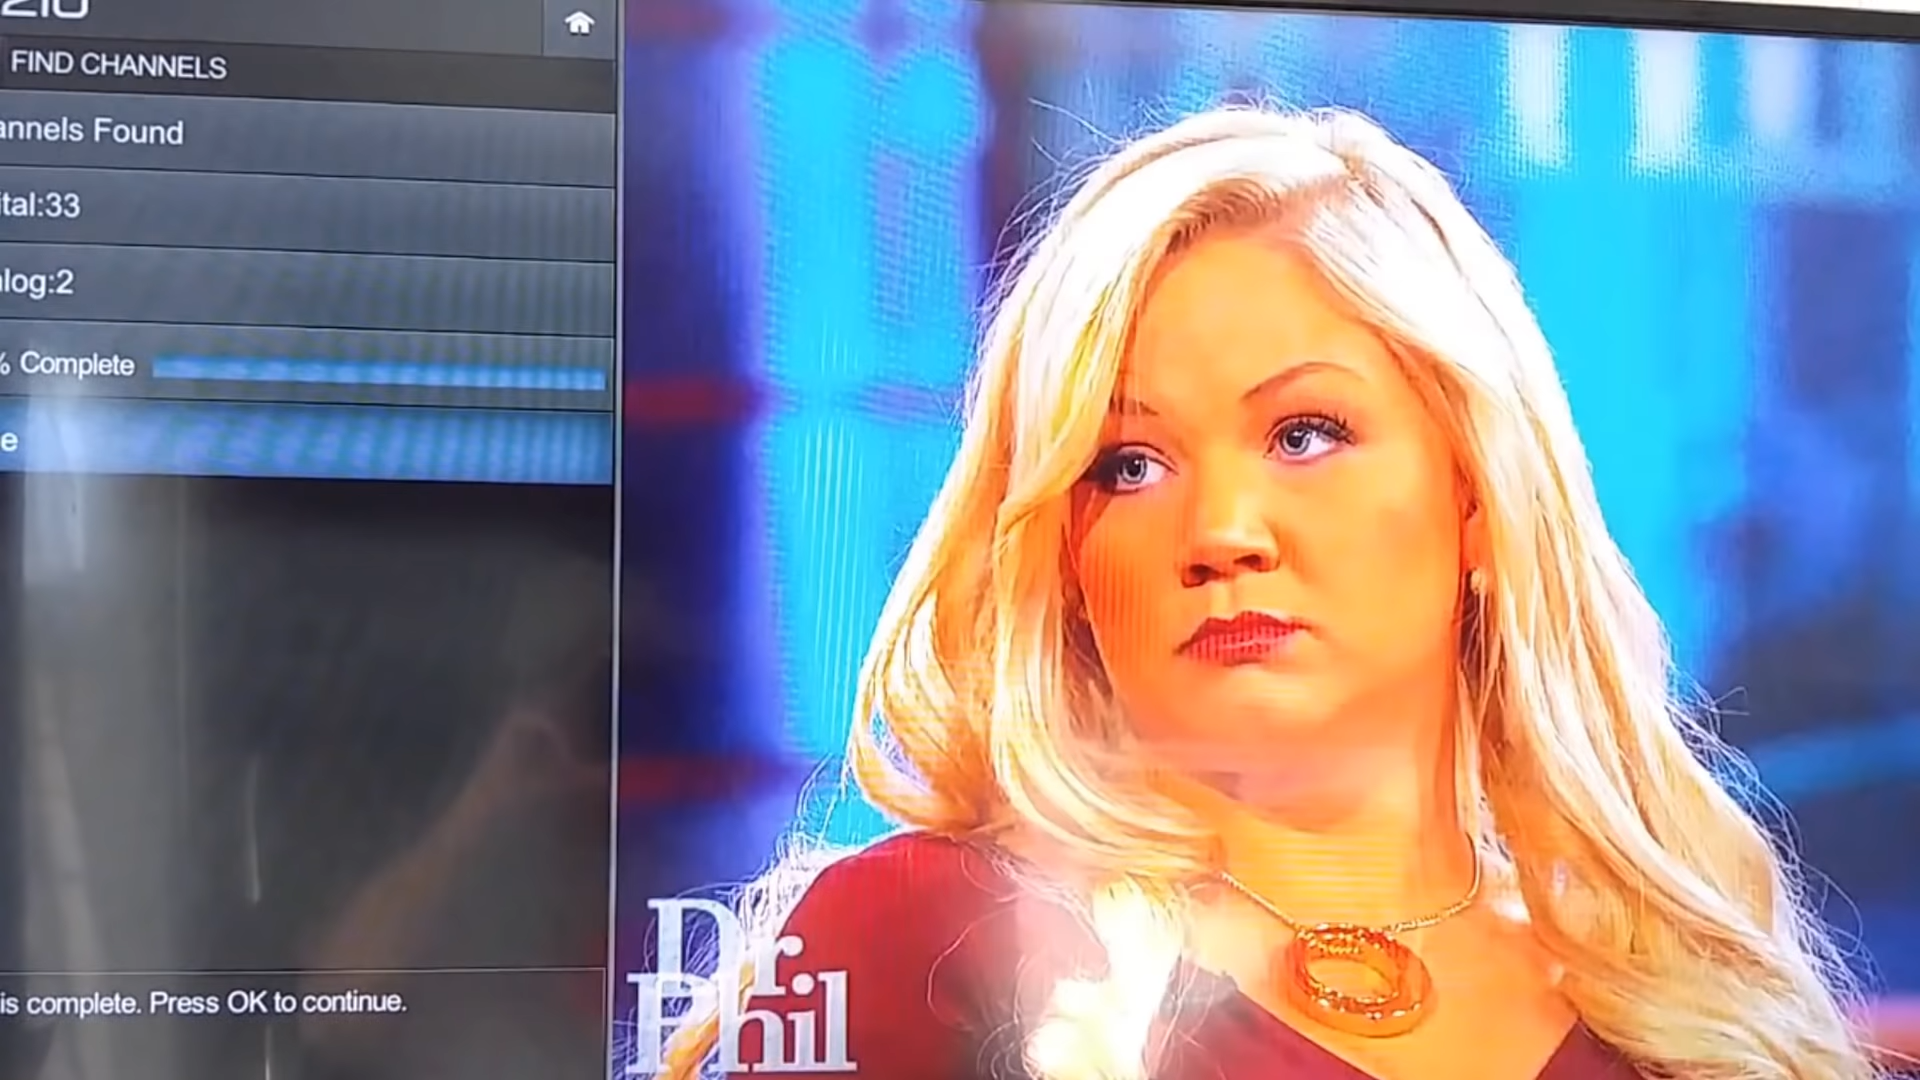 FIND CHANNELS
annels Found
ital:33
alog:2
% Complete
e
is complete. Press OK to continue.
Dr.
Phil